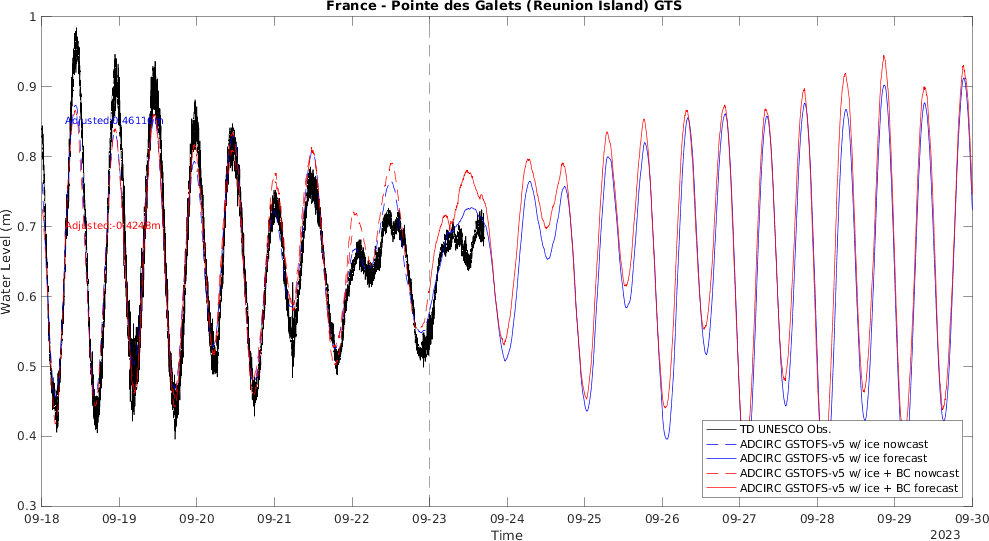 France - Pointe des Galets (Reunion Island) GTS
1
0.9
0.8
0.7
0.6
0.5
0.4
0.3
Water Level (m)
Adjusted:0.4611m
Adjusted:-0.4248m
TD UNESCO Obs.
ADCIRC GSTOFS-v5 w/ ice nowcast
ADCIRC GSTOFS-v5 w/ ice forecast
ADCIRC GSTOFS-v5 w/ ice + BC nowcast
ADCIRC GSTOFS-v5 w/ ice + BC forecast
09-18 09-19 09-20 09-21 09-22 09-23 09-24 09-25 09-26 09-27 09-28 09-29 09-30
Time
2023